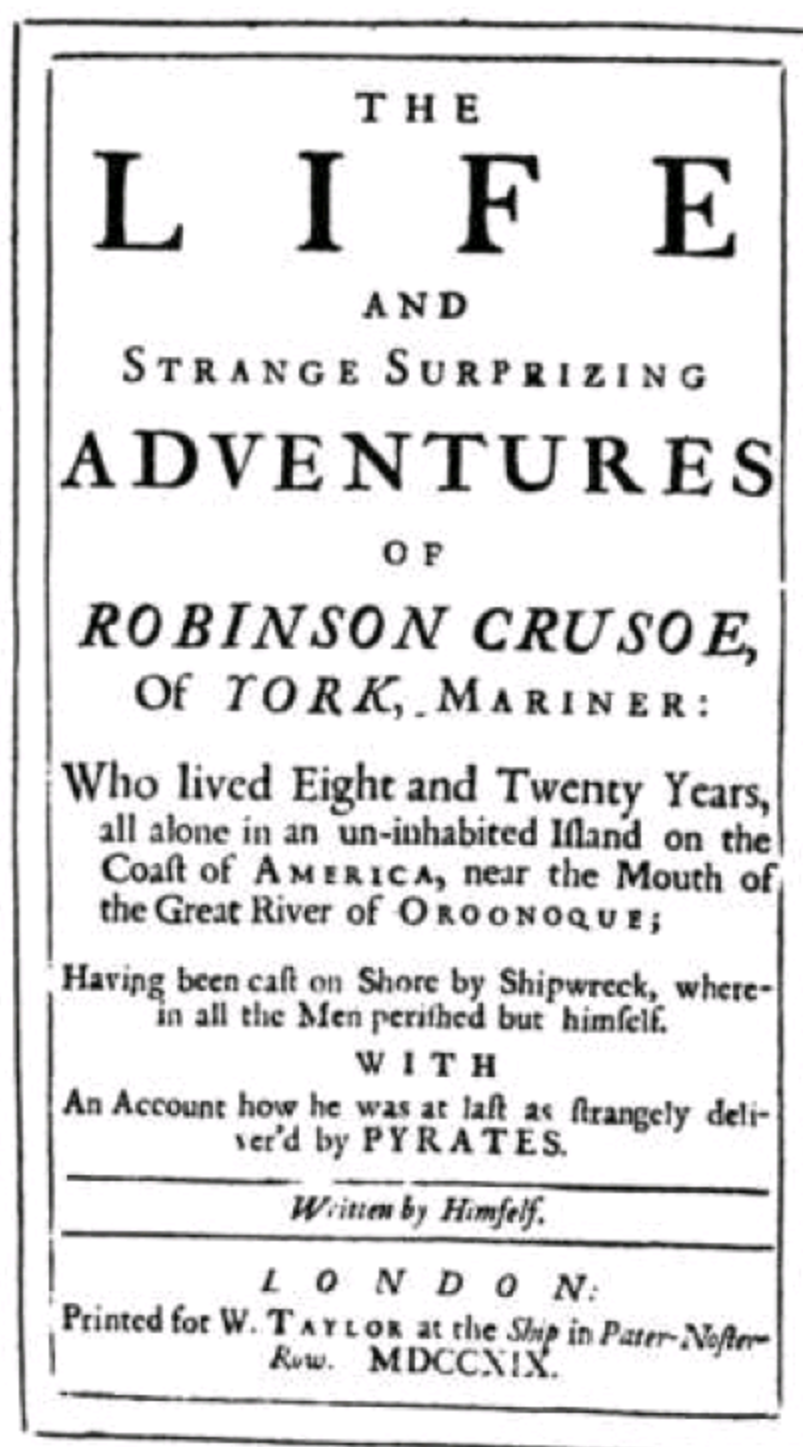 THE
LIFE
AND
STRANGE SURPRIZING
ADVENTURES
OF
ROBINSON CRUSOE,
Of YORK, MARINER:
Who lived Eight and Twenty Years,
all alone in an un-inhabited Iſland on the
Coaſt of AMERICA, near the Mouth of
the Great River of OROONOQUE;
Having been caſt on Shore by Shipwreck, where-
in all the Men periſhed but himſelf.
WITH
An Account how he was at laſt as ſtrangely deli-
ver'd by PYRATES.
Written by Himſelf.
LONDON:
Printed for W. TAYLOR at the Ship in Pater-Noſter-
Row. MDCCXIX.